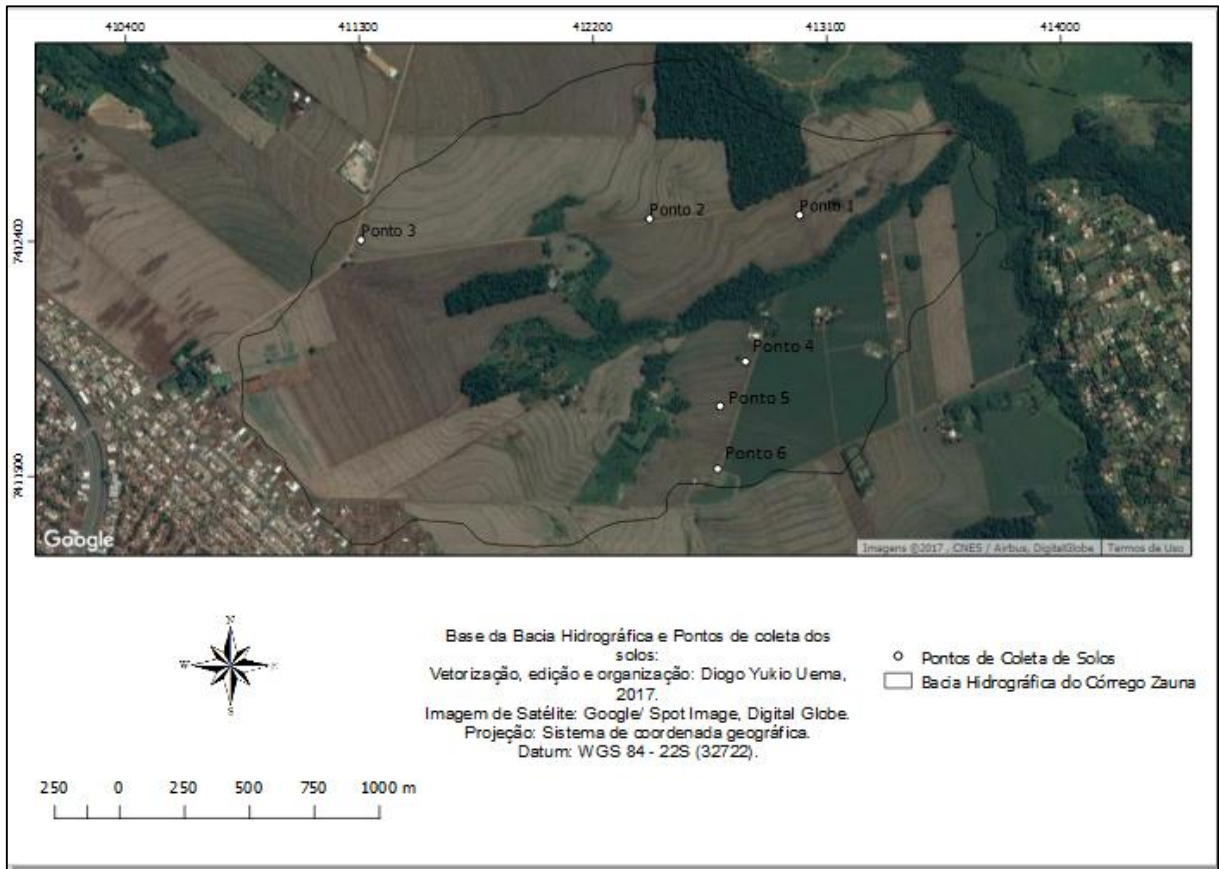 410400 411300 412200 413100 414000
7412400
7411500
Ponto 1
Ponto 2
Ponto 3
Ponto 4
Ponto 5
Ponto 6
Google
Imagens ©2017 , CNES / Airbus, DigitalGlobe Termos de Uso
N
W E
S
Base da Bacia Hidrográfica e Pontos de coleta dos
solos:
Vetorização, edição e organização: Diogo Yukio Uema,
2017.
Imagem de Satélite: Google/ Spot Image, Digital Globe.
Projeção: Sistema de coordenada geográfica.
Datum: WGS 84 - 22S (32722).
Pontos de Coleta de Solos
Bacia Hidrográfica do Córrego Zauna
250 0 250 500 750 1000 m